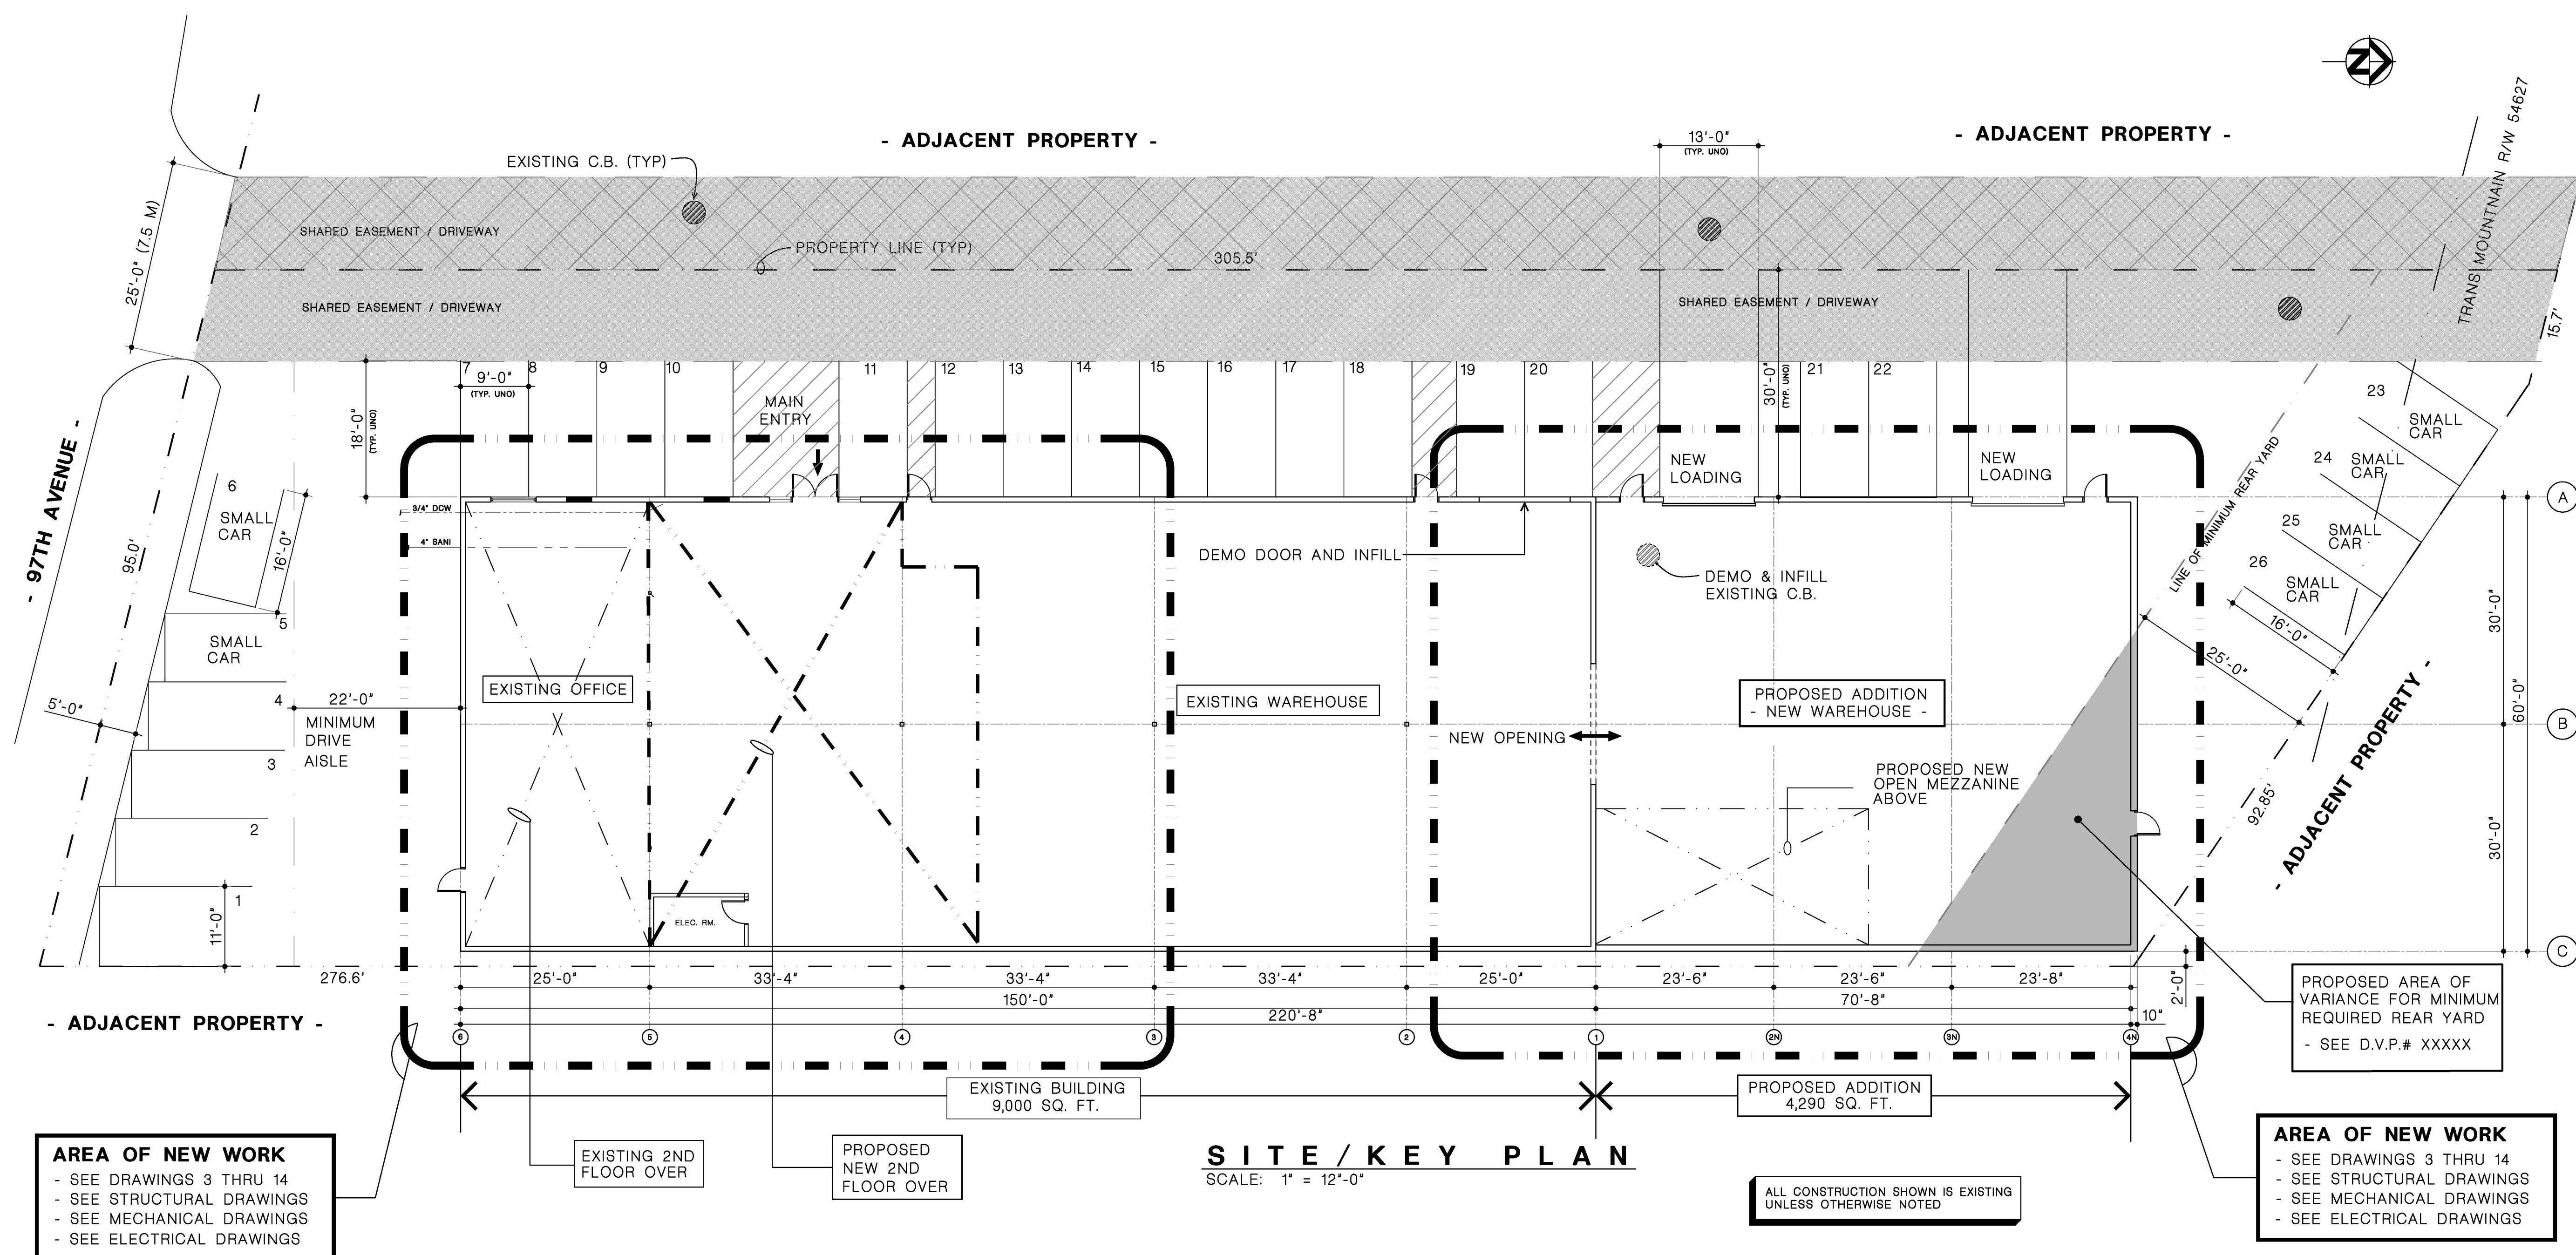 N
- ADJACENT PROPERTY -
- ADJACENT PROPERTY -
13'-0"
(TYP. UNO)
EXISTING C.B. (TYP)
TRANS MOUNTNAIN R/W 54627
25'-0" (7.5 M)
SHARED EASEMENT / DRIVEWAY
PROPERTY LINE (TYP)
305.5'
SHARED EASEMENT / DRIVEWAY
SHARED EASEMENT / DRIVEWAY
15.7'
7
8
9
10
11
12
13
14
15
16
17
18
19
20
21
22
23
9'-0"
(TYP. UNO)
18'-0"
(TYP. UNO)
30'-0"
(TYP. UNO)
MAIN
ENTRY
SMALL
CAR
24
SMALL
CAR
25
SMALL
CAR
26
SMALL
CAR
16'-0"
25'-0"
NEW
LOADING
NEW
LOADING
LINE OF MINIMUM REAR YARD
- 97TH AVENUE -
95.0'
6
SMALL
CAR
16'-0"
5
SMALL
CAR
4
3
2
1
5'-0"
11'-0"
22'-0"
MINIMUM
DRIVE
AISLE
3/4" DCW
4" SANI
DEMO DOOR AND INFILL
DEMO & INFILL
EXISTING C.B.
EXISTING OFFICE
EXISTING WAREHOUSE
PROPOSED ADDITION
- NEW WAREHOUSE -
NEW OPENING
PROPOSED NEW
OPEN MEZZANINE
ABOVE
ELEC. RM.
A
B
C
30'-0"
30'-0"
60'-0"
92.85'
- ADJACENT PROPERTY -
276.6'
25'-0"
33'-4"
33'-4"
33'-4"
25'-0"
23'-6"
23'-6"
23'-8"
2'-0"
150'-0"
70'-8"
220'-8"
10"
- ADJACENT PROPERTY -
6
5
4
3
2
1
2N
3N
4N
PROPOSED AREA OF
VARIANCE FOR MINIMUM
REQUIRED REAR YARD
- SEE D.V.P.# XXXXX
EXISTING BUILDING
9,000 SQ. FT.
PROPOSED ADDITION
4,290 SQ. FT.
AREA OF NEW WORK
- SEE DRAWINGS 3 THRU 14
- SEE STRUCTURAL DRAWINGS
- SEE MECHANICAL DRAWINGS
- SEE ELECTRICAL DRAWINGS
EXISTING 2ND
FLOOR OVER
PROPOSED
NEW 2ND
FLOOR OVER
SITE/KEY PLAN
SCALE: 1" = 12"-0"
ALL CONSTRUCTION SHOWN IS EXISTING
UNLESS OTHERWISE NOTED
AREA OF NEW WORK
- SEE DRAWINGS 3 THRU 14
- SEE STRUCTURAL DRAWINGS
- SEE MECHANICAL DRAWINGS
- SEE ELECTRICAL DRAWINGS